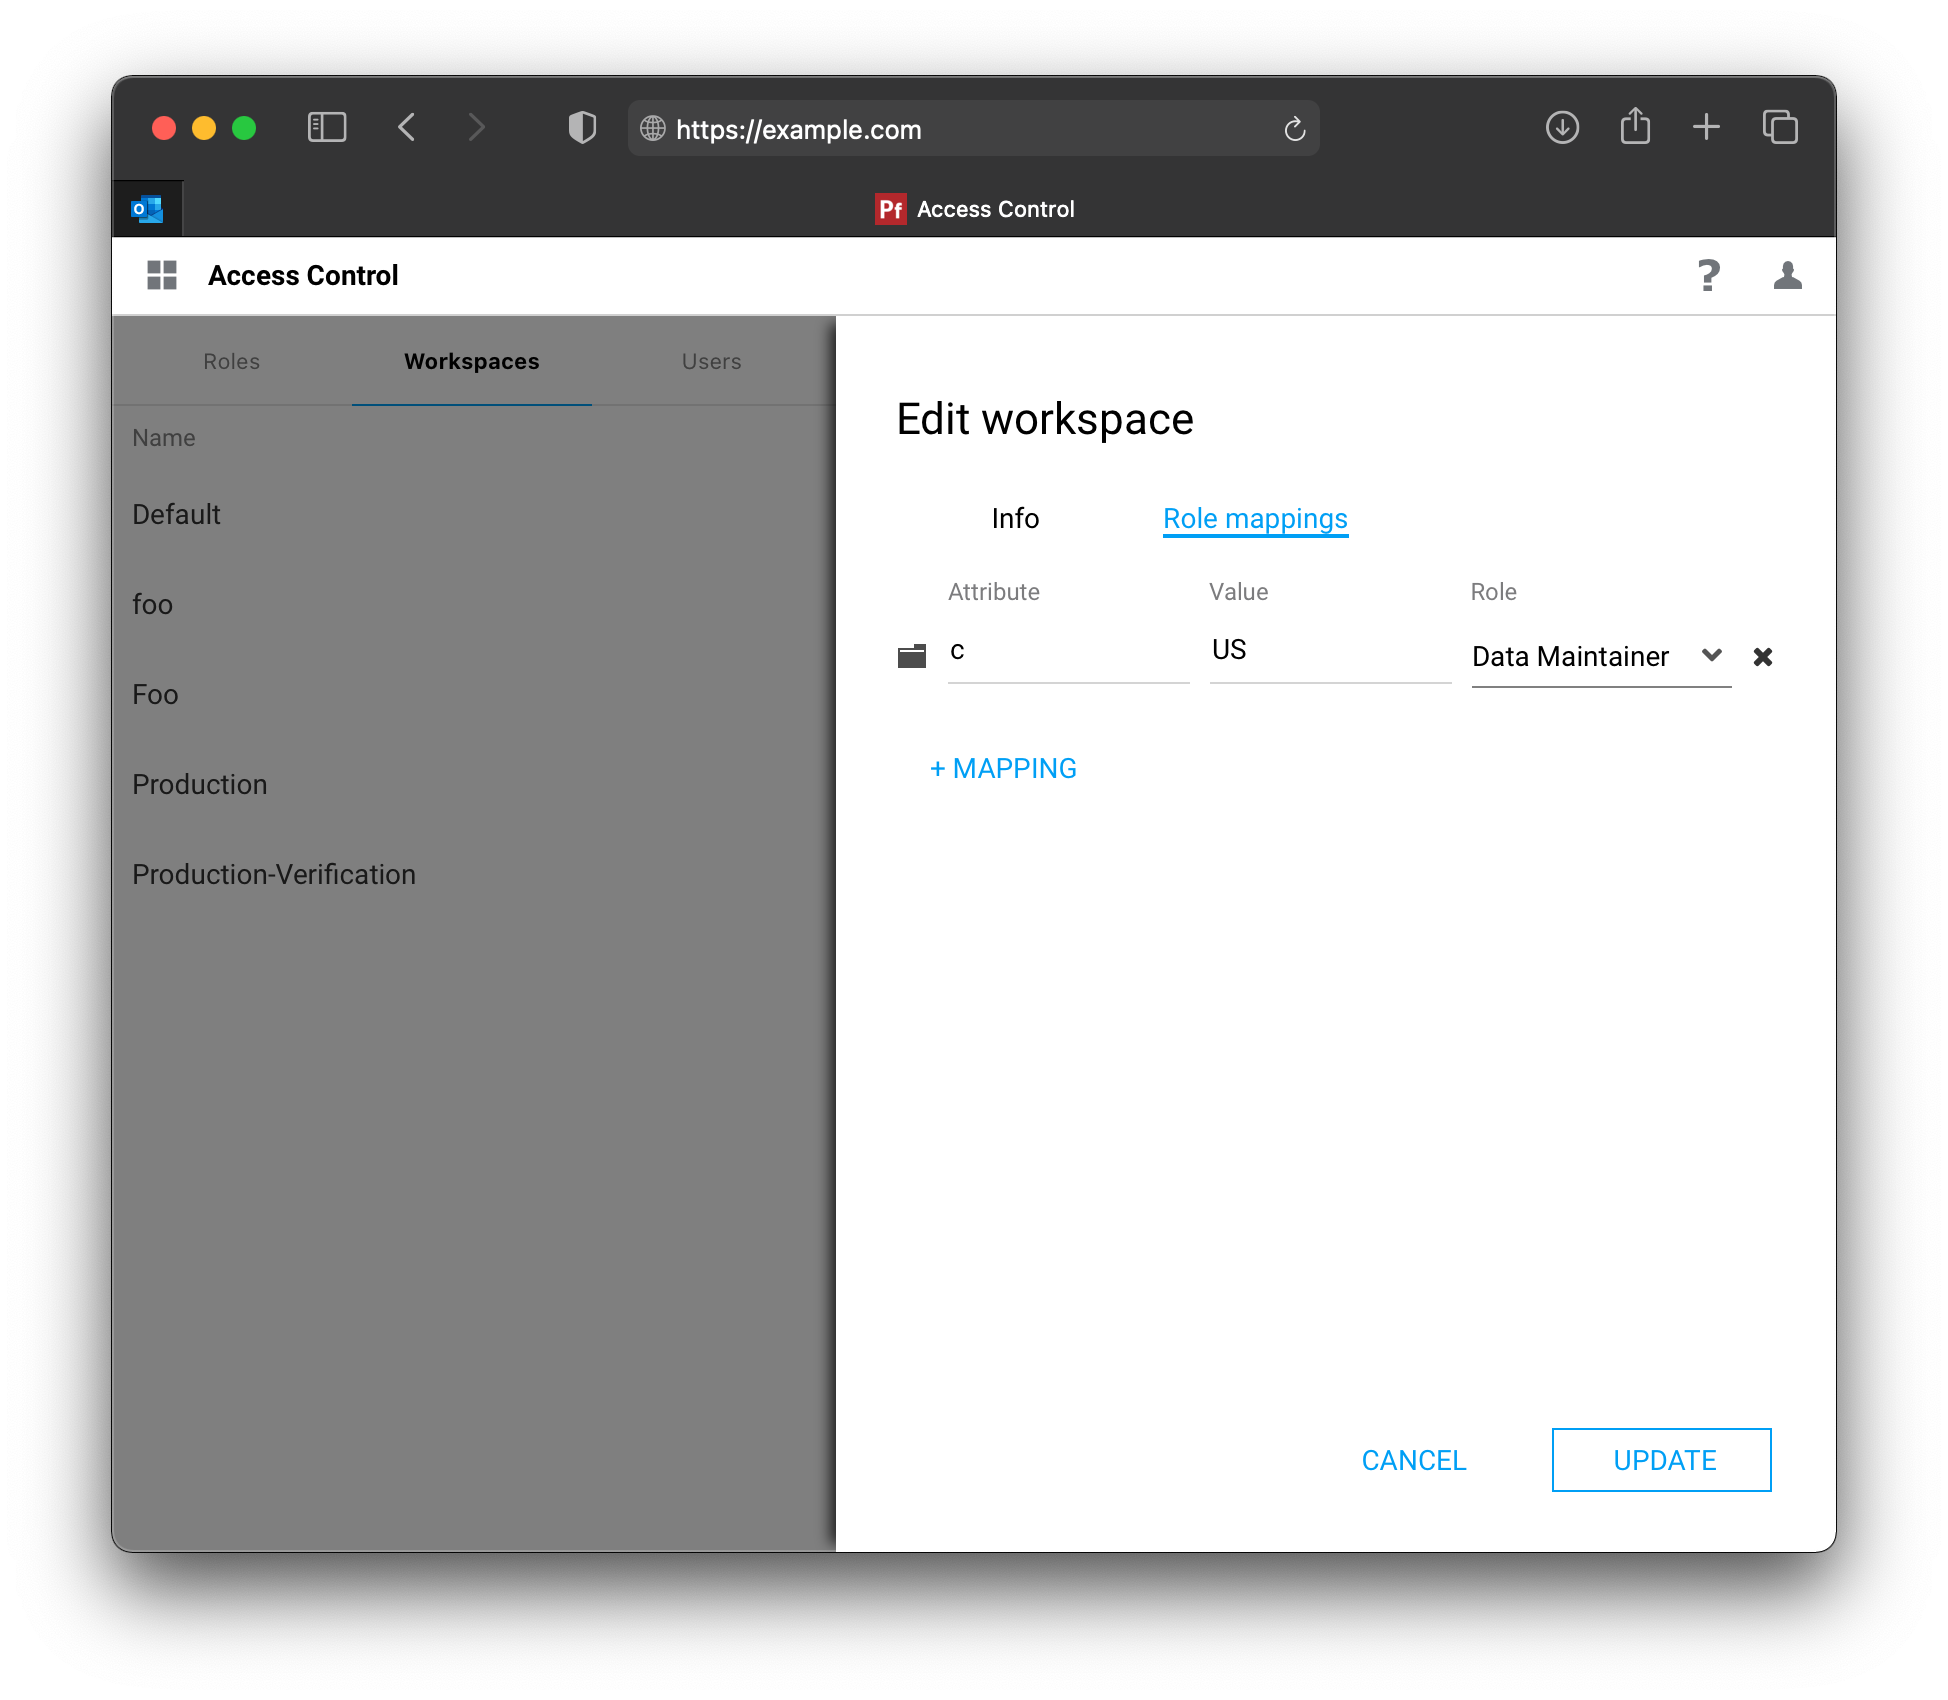 https://example.com
Pf Access Control
Access Control
?
Roles Workspaces Users
Name
Default
foo
Foo
Production
Production-Verification
Edit workspace
Info Role mappings
Attribute Value Role
c US Data Maintainer
+ MAPPING
CANCEL UPDATE